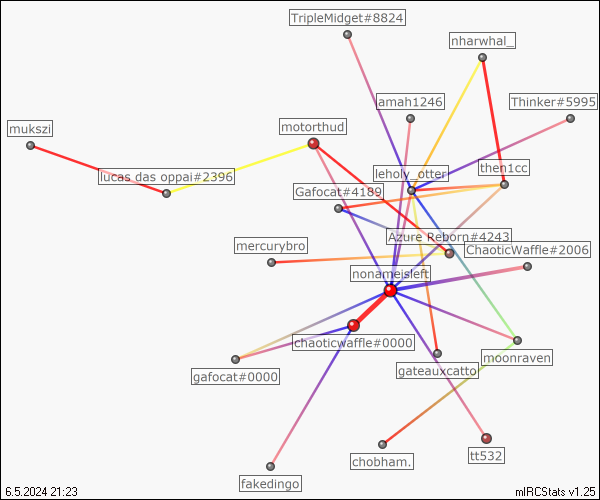 TripleMidget#8824
nharwhal_
amah1246
Thinker#5995
mukszi
motorthud
lucas das oppai#2396
leholy_otter
then1cc
Gafocat#4189
Azure Reborn#4243
mercurybro
ChaoticWaffle#2006
nonameisleft
chaoticwaffle#0000
moonraven
gafocat#0000
gateauxcatto
chobham.
tt532
fakedingo
6.5.2024 21:23
mIRCStats v1.25